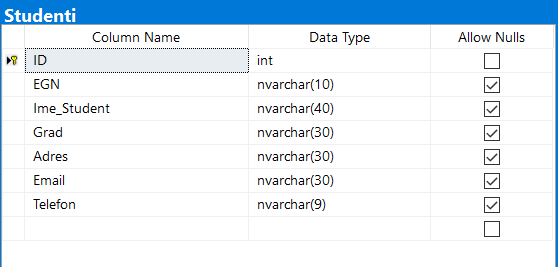 Studenti
Column Name Data Type Allow Nulls
ID int
EGN nvarchar(10)
Ime_Student nvarchar(40)
Grad nvarchar(30)
Adres nvarchar(30)
Email nvarchar(30)
Telefon nvarchar(9)